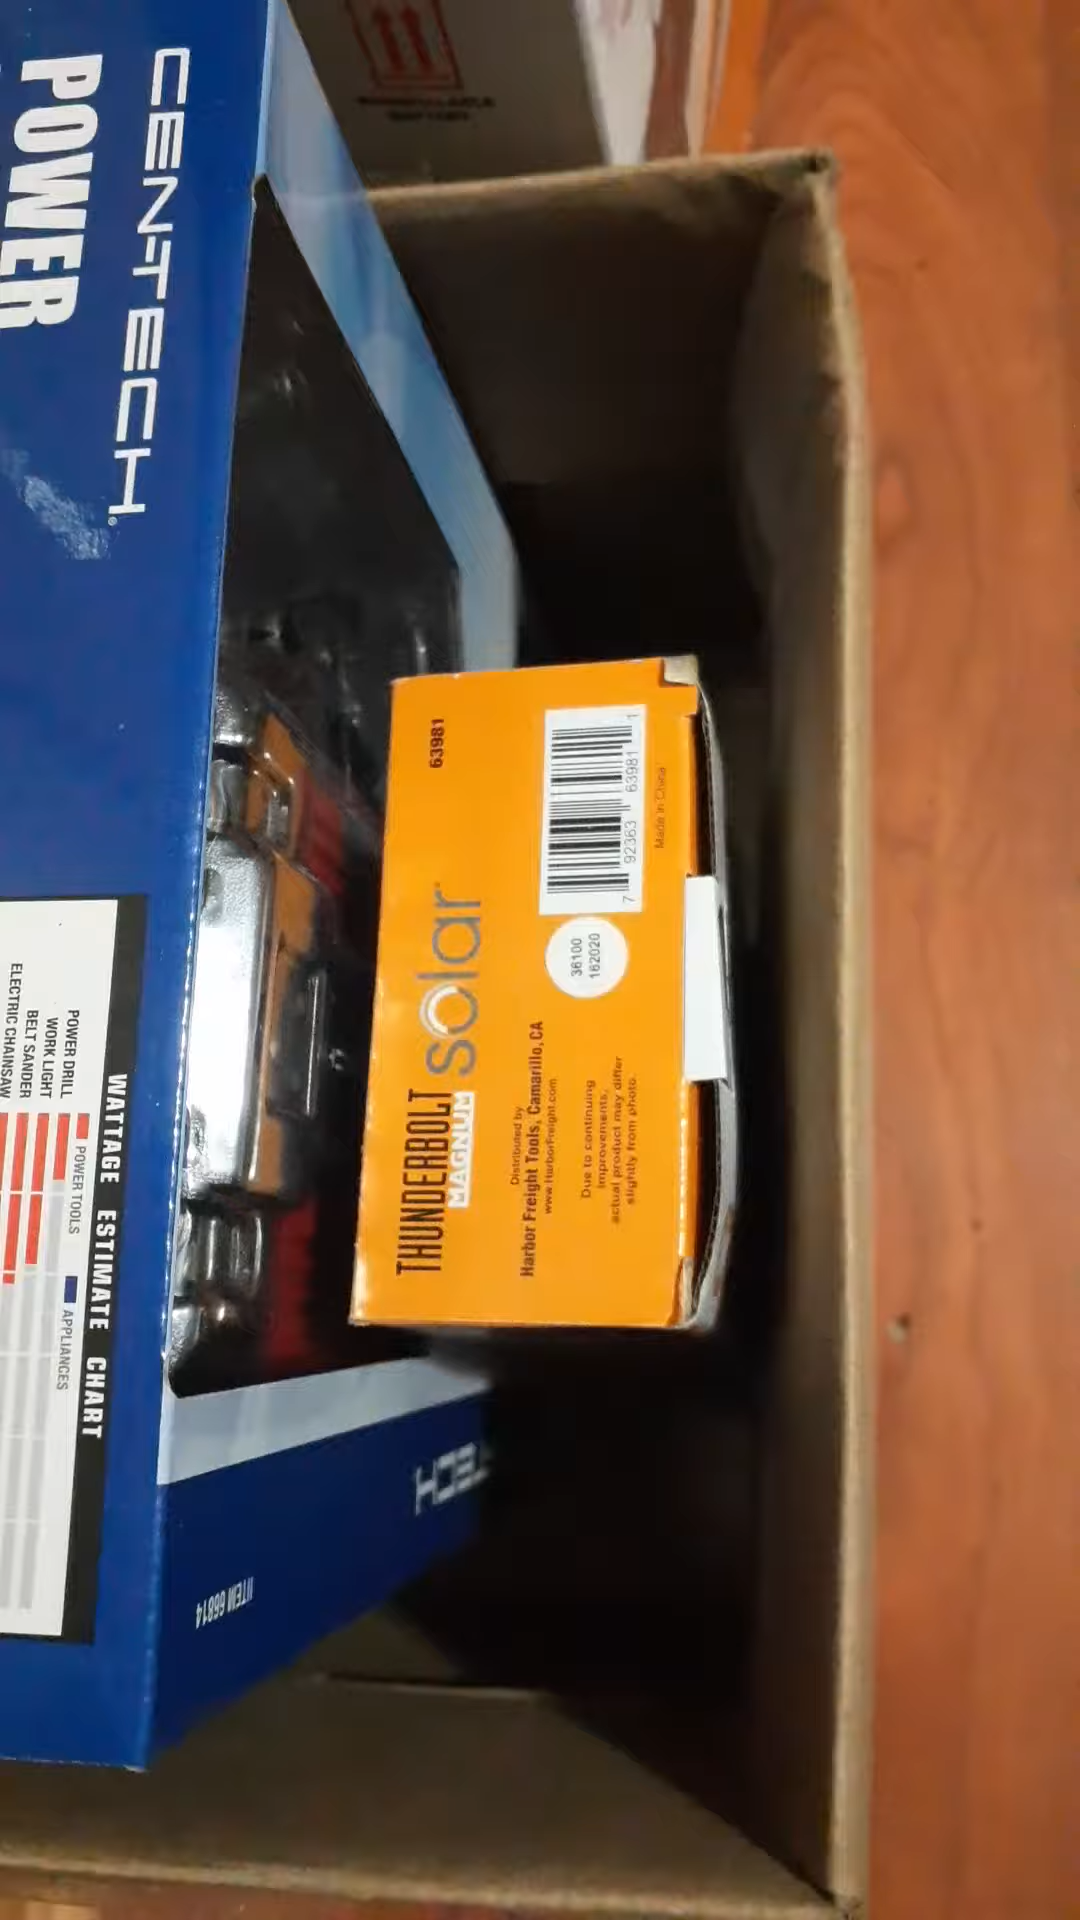 CEN-TECH®
POWER
WATTAGE ESTIMATE CHART
POWER TOOLS
APPLIANCES
POWER DRILL
WORK LIGHT
BELT SANDER
ELECTRIC CHAINSAW
ITEM 66814
63981
THUNDERBOLT
MAGNUM solar
Distributed by
Harbor Freight Tools, Camarillo, CA
www.HarborFreight.com
Due to continuing
improvements,
actual product may differ
slightly from photo.
36100
162020
7 92363 63981 1
Made in China